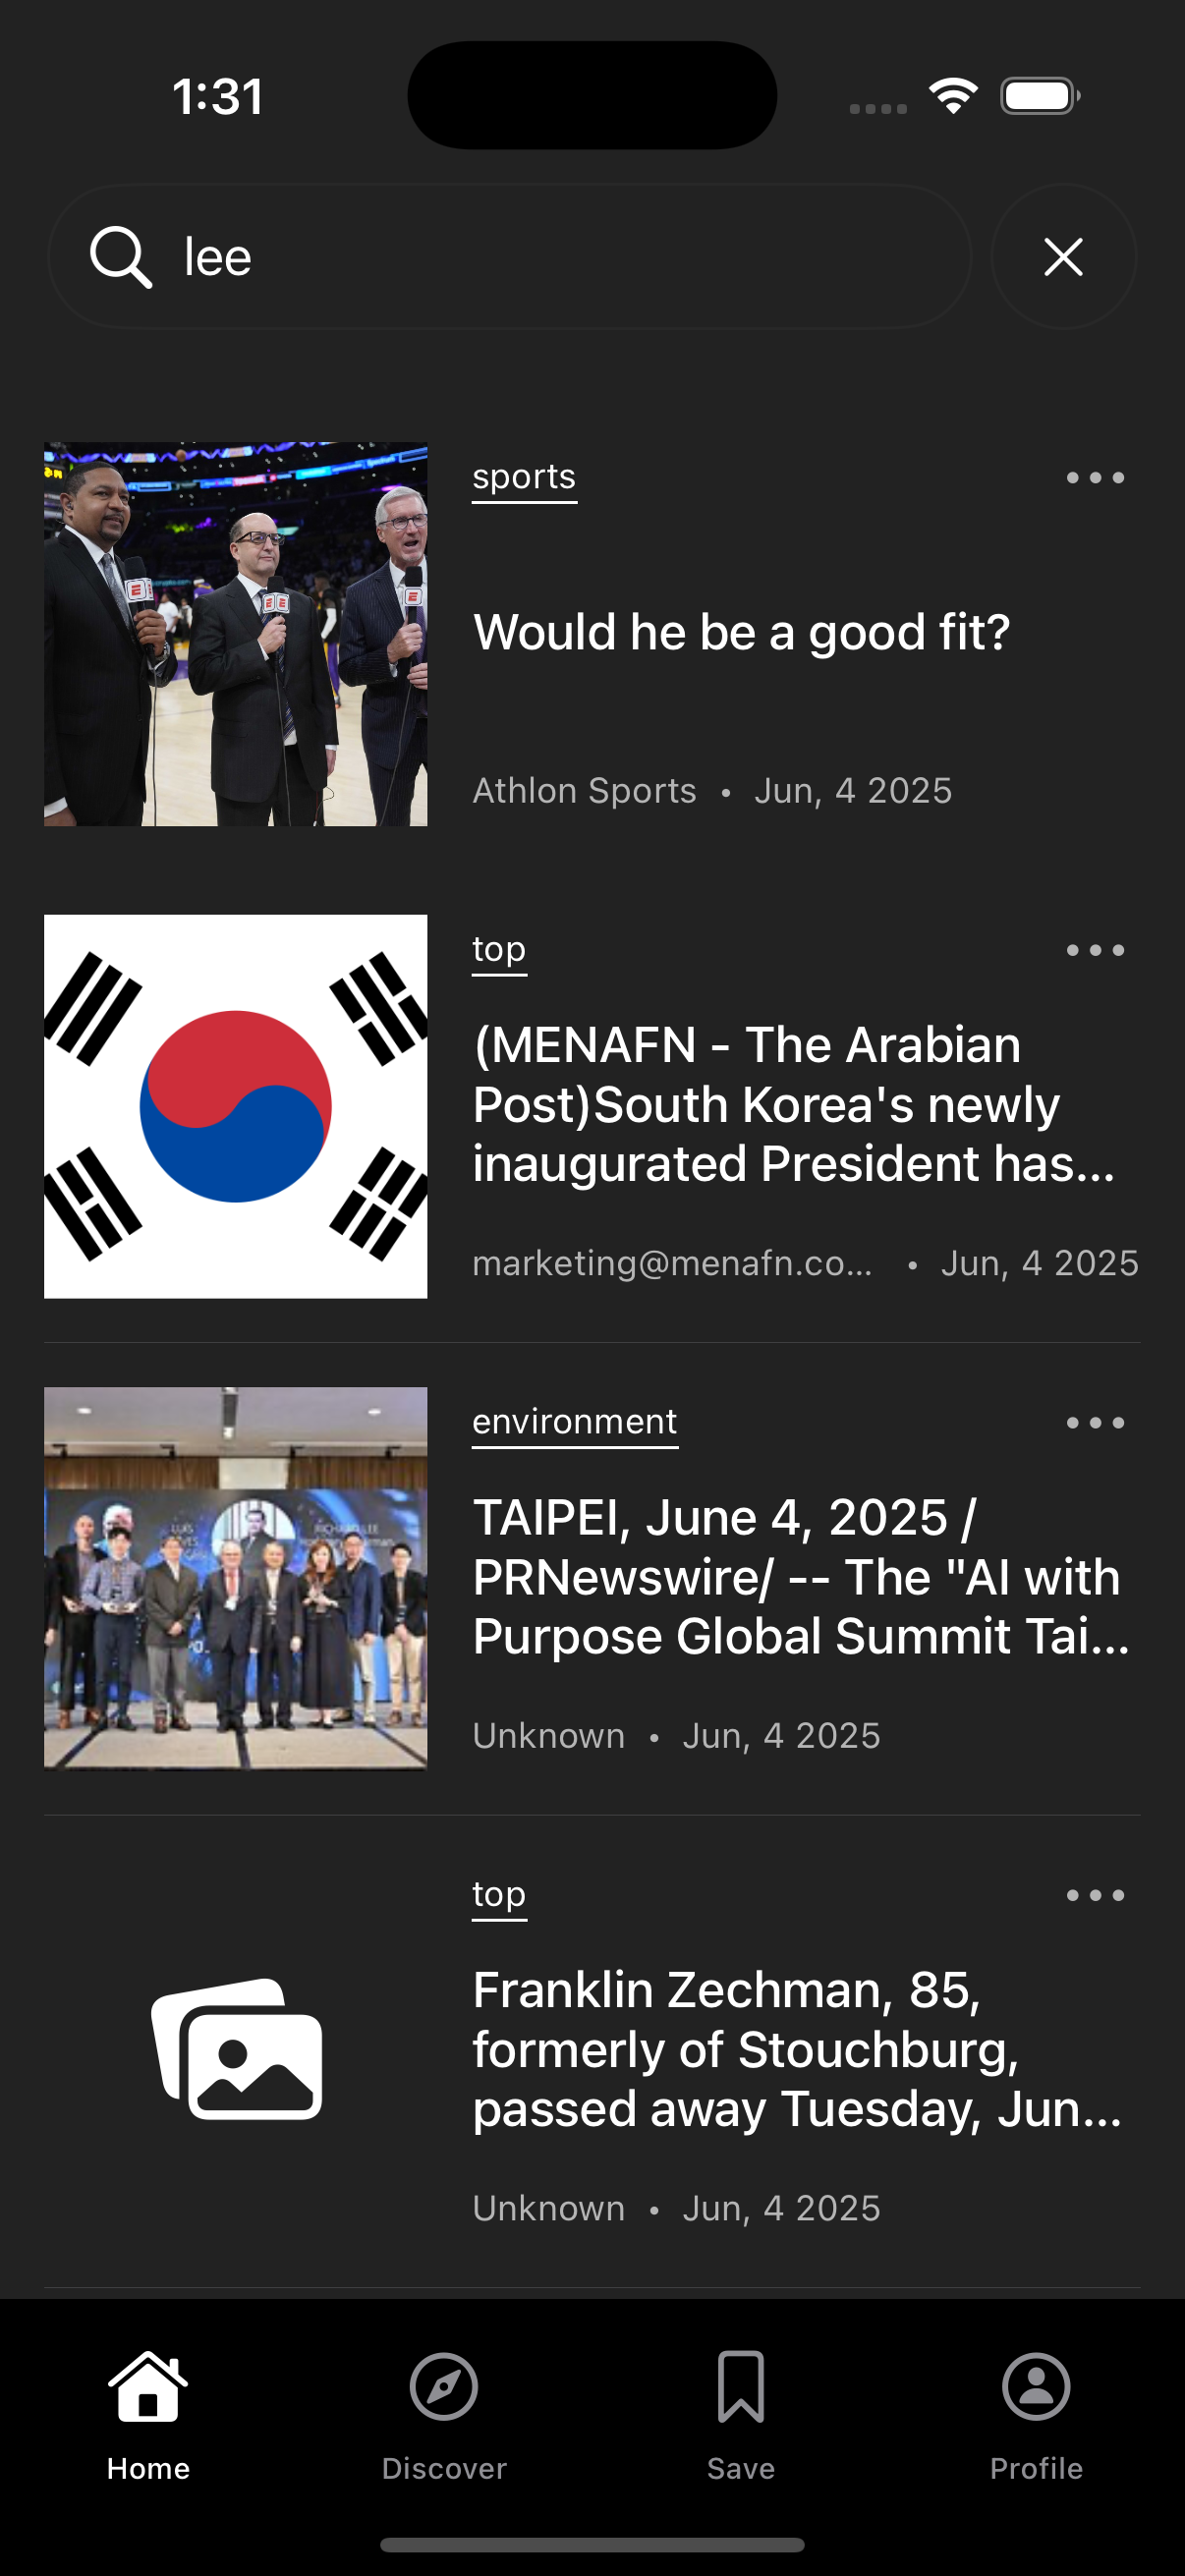 1:31
lee
sports
Would he be a good fit?
Athlon Sports • Jun, 4 2025
top
(MENAFN - The Arabian
Post)South Korea's newly
inaugurated President has...
marketing@menafn.co... • Jun, 4 2025
environment
TAIPEI, June 4, 2025 /
PRNewswire/ -- The "AI with
Purpose Global Summit Tai...
Unknown • Jun, 4 2025
top
Franklin Zechman, 85,
formerly of Stouchburg,
passed away Tuesday, Jun...
Unknown • Jun, 4 2025
Home
Discover
Save
Profile